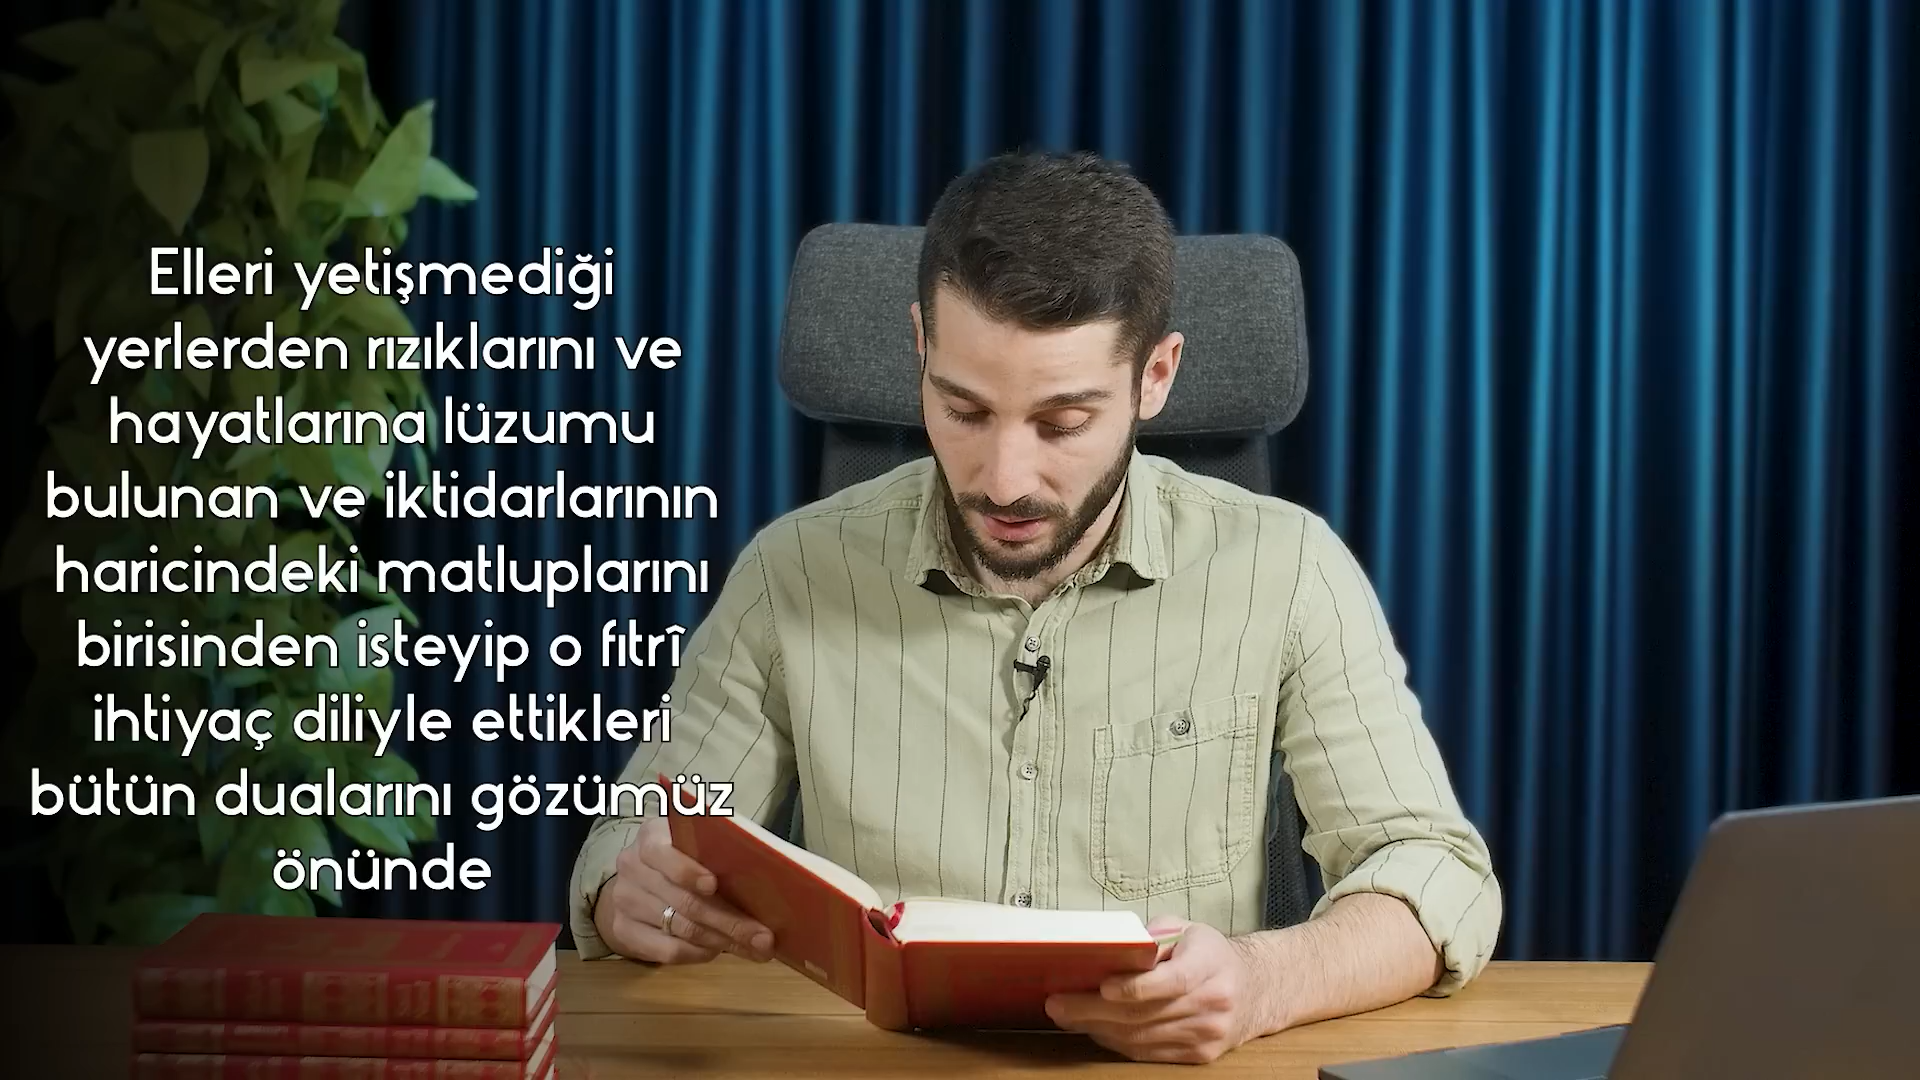 Elleri yetişmediği
yerlerden rızıklarını ve
hayatlarına lüzumu
bulunan ve iktidarlarının
haricindeki matluplarını
birisinden isteyip o fıtrî
ihtiyaç diliyle ettikleri
bütün dualarını gözümüz
önünde